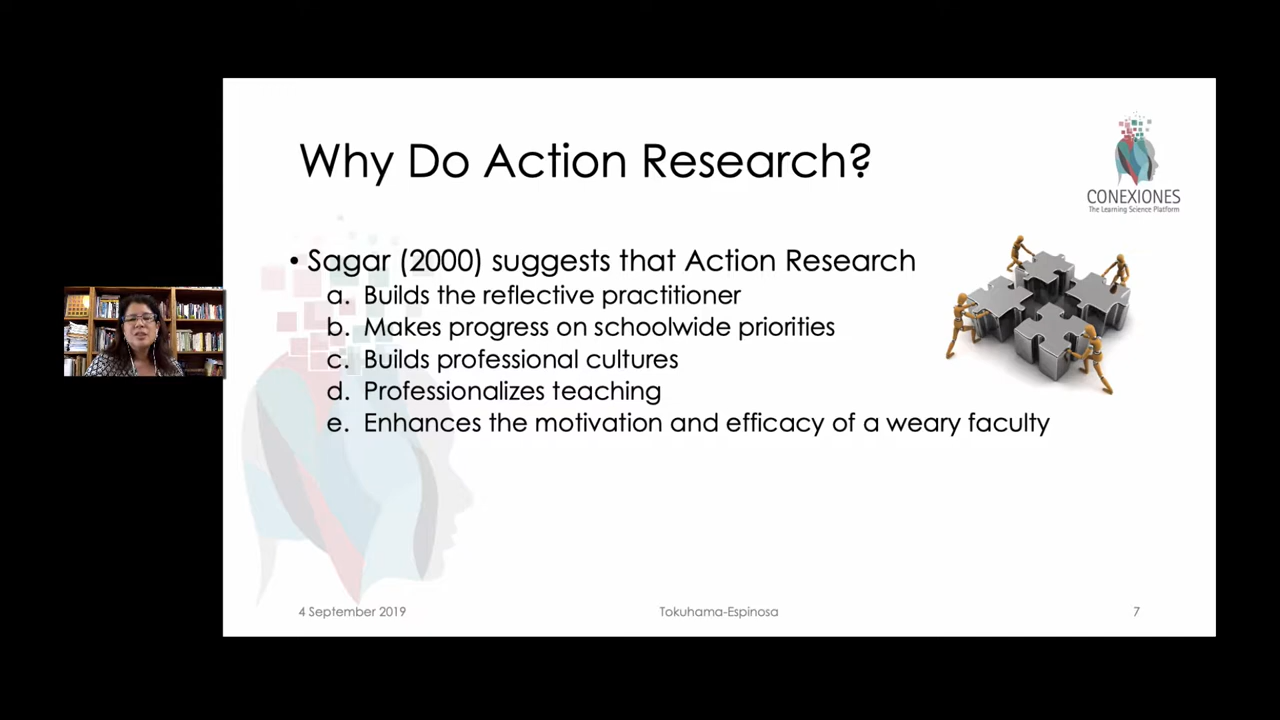 Why Do Action Research?
CONEXIONES
The Learning Science Platform
• Sagar (2000) suggests that Action Research
a. Builds the reflective practitioner
b. Makes progress on schoolwide priorities
c. Builds professional cultures
d. Professionalizes teaching
e. Enhances the motivation and efficacy of a weary faculty
4 September 2019
Tokuhama-Espinosa
7